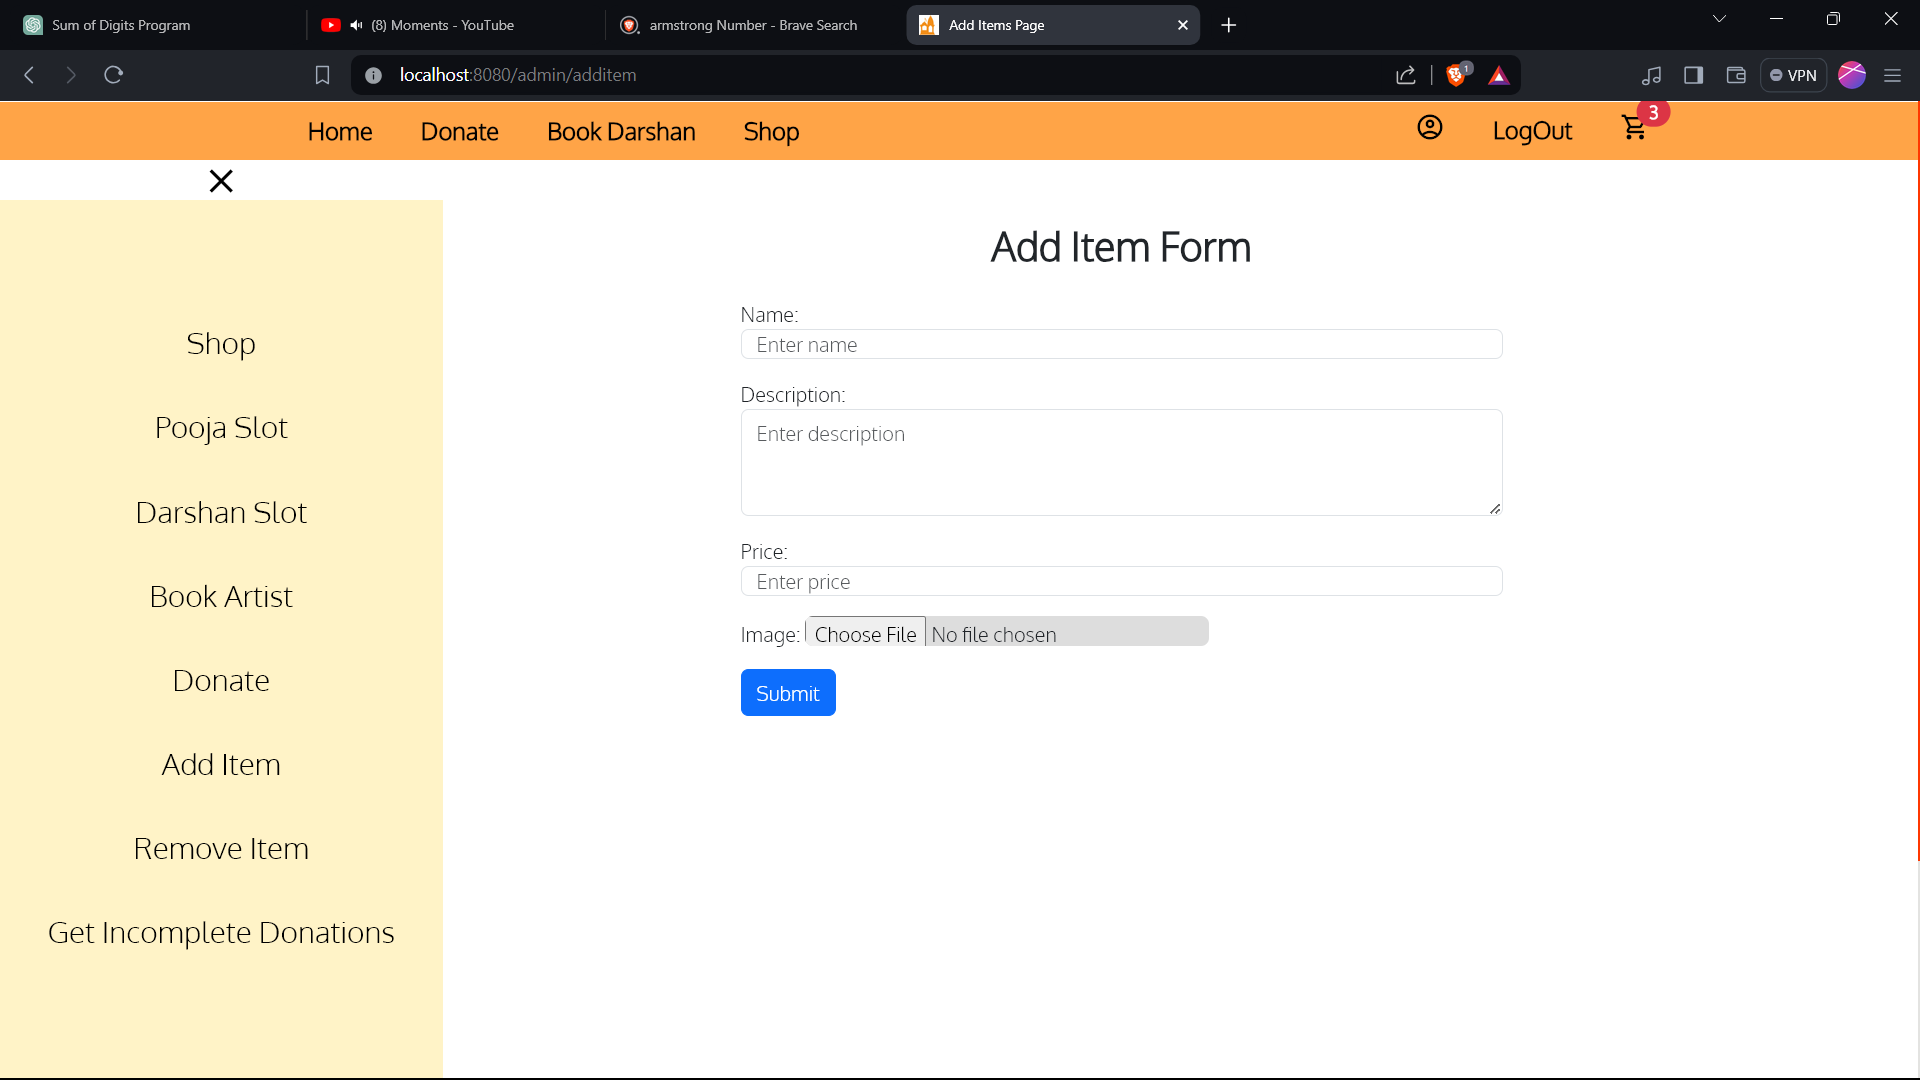 Sum of Digits Program
(8) Moments - YouTube
armstrong Number - Brave Search
Add Items Page
localhost:8080/admin/additem
1
VPN
Home
Donate
Book Darshan
Shop
LogOut
3
Add Item Form
Name:
Enter name
Description:
Enter description
Price:
Enter price
Image: Choose File No file chosen
Submit
Shop
Pooja Slot
Darshan Slot
Book Artist
Donate
Add Item
Remove Item
Get Incomplete Donations